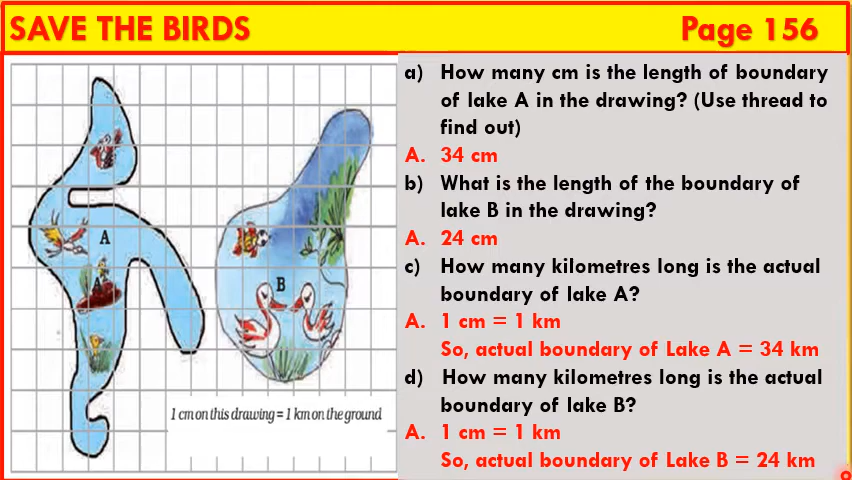 SAVE THE BIRDS
Page 156
A
A
B
1 cm on this drawing = 1 km on the ground
a) How many cm is the length of boundary
of lake A in the drawing? (Use thread to
find out)
A. 34 cm
b) What is the length of the boundary of
lake B in the drawing?
A. 24 cm
c) How many kilometres long is the actual
boundary of lake A?
A. 1 cm = 1 km
So, actual boundary of Lake A = 34 km
d) How many kilometres long is the actual
boundary of lake B?
A. 1 cm = 1 km
So, actual boundary of Lake B = 24 km